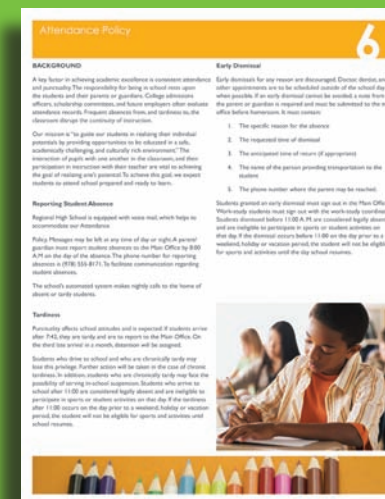 Attendance Policy
6
BACKGROUND
A key factor in achieving academic excellence is consistent attendance
and punctuality. The responsibility for being in school rests upon
the students and their parents or guardians. College admissions
officers, scholarship committees, and future employers often evaluate
attendance records. Frequent absences from, and tardiness to, the
classroom disrupt the continuity of instruction.
Our mission is "to guide our students in realizing their individual
potentials by providing opportunities to be educated in a safe,
academically challenging, and culturally rich environment." The
interaction of pupils with one another in the classroom, and their
participation in instruction with their teacher are vital to achieving
the goal of realizing one's potential. To achieve this goal, we expect
students to attend school prepared and ready to learn.
Reporting Student Absence
Regional High School is equipped with voice mail, which helps to
accommodate our Attendance
Policy. Messages may be left at any time of day or night. A parent/
guardian must report student absences to the Main Office by 8:00
A.M on the day of the absence. The phone number for reporting
absences is (978) 555-8171. To facilitate communication regarding
student absences.
The school's automated system makes nightly calls to the home of
absent or tardy students.
Tardiness
Punctuality affects school attitudes and is expected. If students arrive
after 7:42, they are tardy and are to report to the Main Office. On
the third late arrival in a month, detention will be assigned.
Students who drive to school and who are chronically tardy may
lose this privilege. Further action will be taken in the case of chronic
tardiness. In addition, students who are chronically tardy may face the
possibility of serving in-school suspension. Students who arrive to
school after 11:00 are considered legally absent and are ineligible to
participate in sports or student activities on that day. If the tardiness
after 11:00 occurs on the day prior to a weekend, holiday or vacation
period, the student will not be eligible for sports and activities until
school resumes.
Early Dismissal
Early dismissals for any reason are discouraged. Doctor, dentist, and
other appointments are to be scheduled outside of the school day
when possible. If an early dismissal cannot be avoided, a note from
the parent or guardian is required and must be submitted to the
office before homeroom. It must contain:
1. The specific reason for the absence
2. The requested time of dismissal
3. The anticipated time of return (if appropriate)
4. The name of the person providing transportation to the
student
5. The phone number where the parent may be reached.
Students granted an early dismissal must sign out in the Main Office.
Work-study students must sign out with the work-study
Students dismissed before 11:00 A.M are considered legally absent
and are ineligible to participate in sports or student activities on
that day. If the dismissal occurs before 11:00 on the day prior to a
weekend, holiday or vacation period, the student will not be eligible
for sports and activities until the day school resumes.